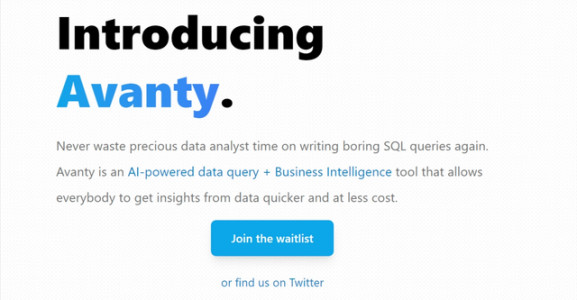 Introducing
Avanty.
Never waste precious data analyst time on writing boring SQL queries again.
Avanty is an AI-powered data query + Business Intelligence tool that allows
everybody to get insights from data quicker and at less cost.
Join the waitlist
or find us on Twitter